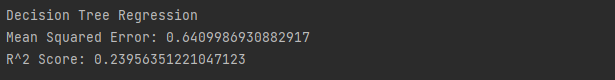 Decision Tree Regression
Mean Squared Error: 0.6409986930882917
R^2 Score: 0.23956351221047123